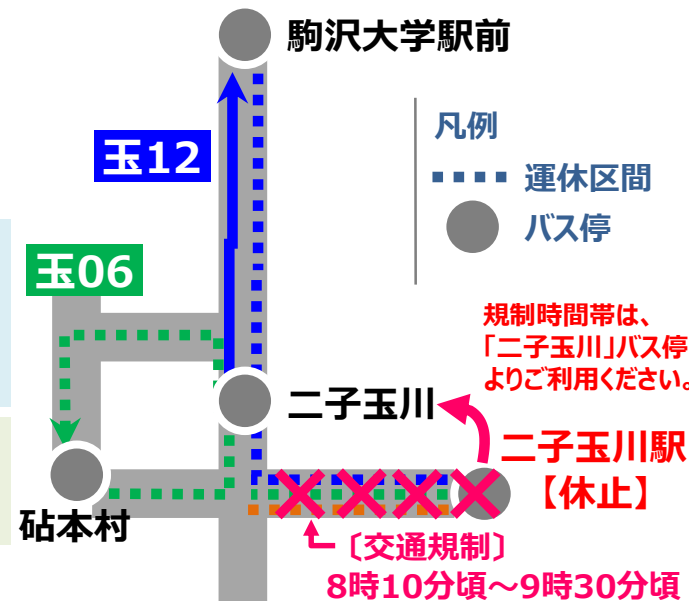 駒沢大学駅前
玉12
凡例
運休区間
バス停
玉06
規制時間帯は、
「二子玉川」バス停
よりご利用ください。
二子玉川
二子玉川駅
【休止】
砧本村
〔交通規制〕
8時10分頃～9時30分頃